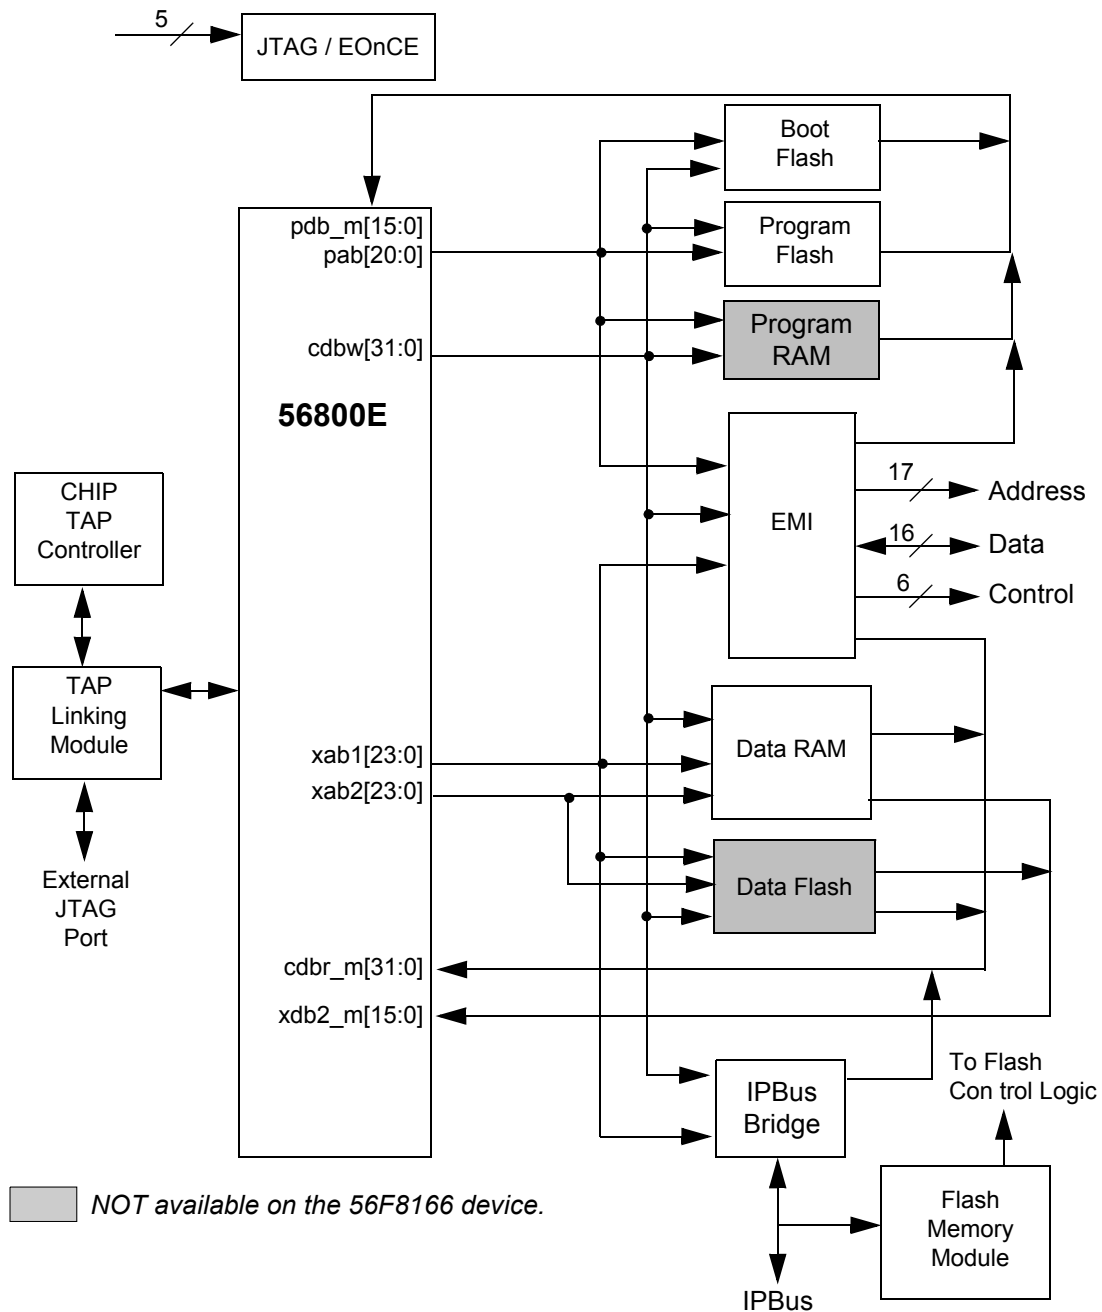 5
JTAG / EOnCE
Boot
Flash
pdb_m[15:0]
pab[20:0]
Program
Flash
cdbw[31:0]
Program
RAM
56800E
CHIP
TAP
Controller
EMI
17
Address
16
Data
6
Control
TAP
Linking
Module
xab1[23:0]
xab2[23:0]
Data RAM
Data Flash
External
JTAG
Port
cdbr_m[31:0]
xdb2_m[15:0]
IPBus
Bridge
To Flash
Con trol Logic
NOT available on the 56F8166 device.
Flash
Memory
Module
IPBus